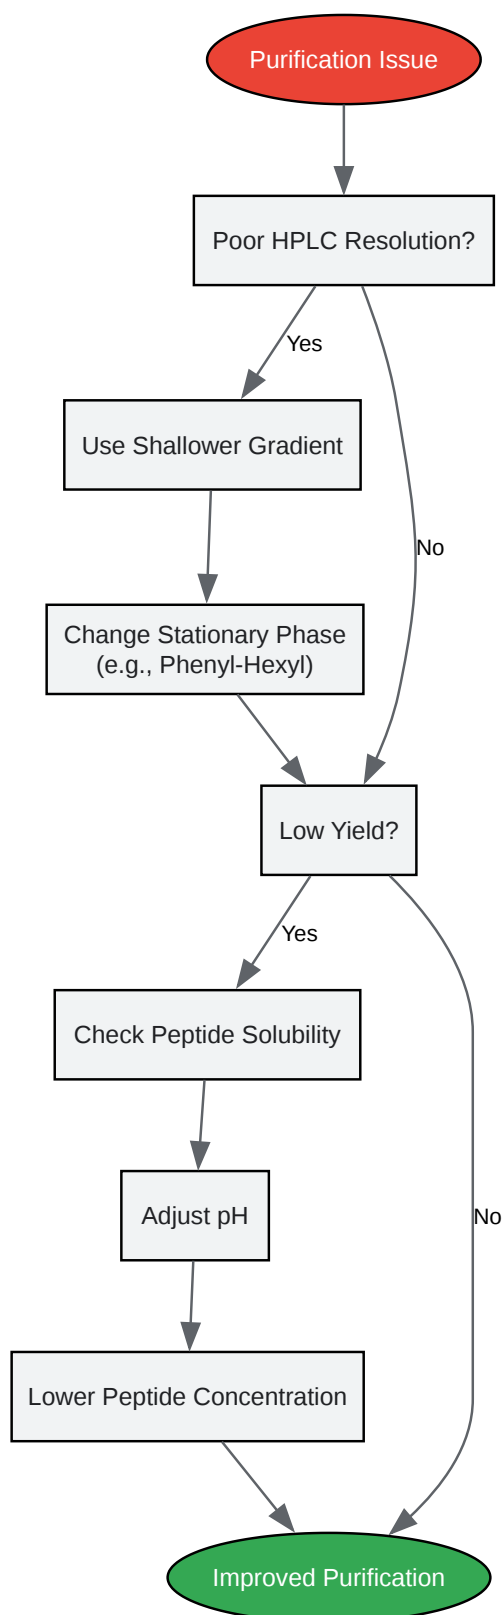 Purification Issue
Poor HPLC Resolution?
Yes
Use Shallower Gradient
No
Change Stationary Phase
(e.g., Phenyl-Hexyl)
Low Yield?
Yes
Check Peptide Solubility
Adjust pH
No
Lower Peptide Concentration
Improved Purification